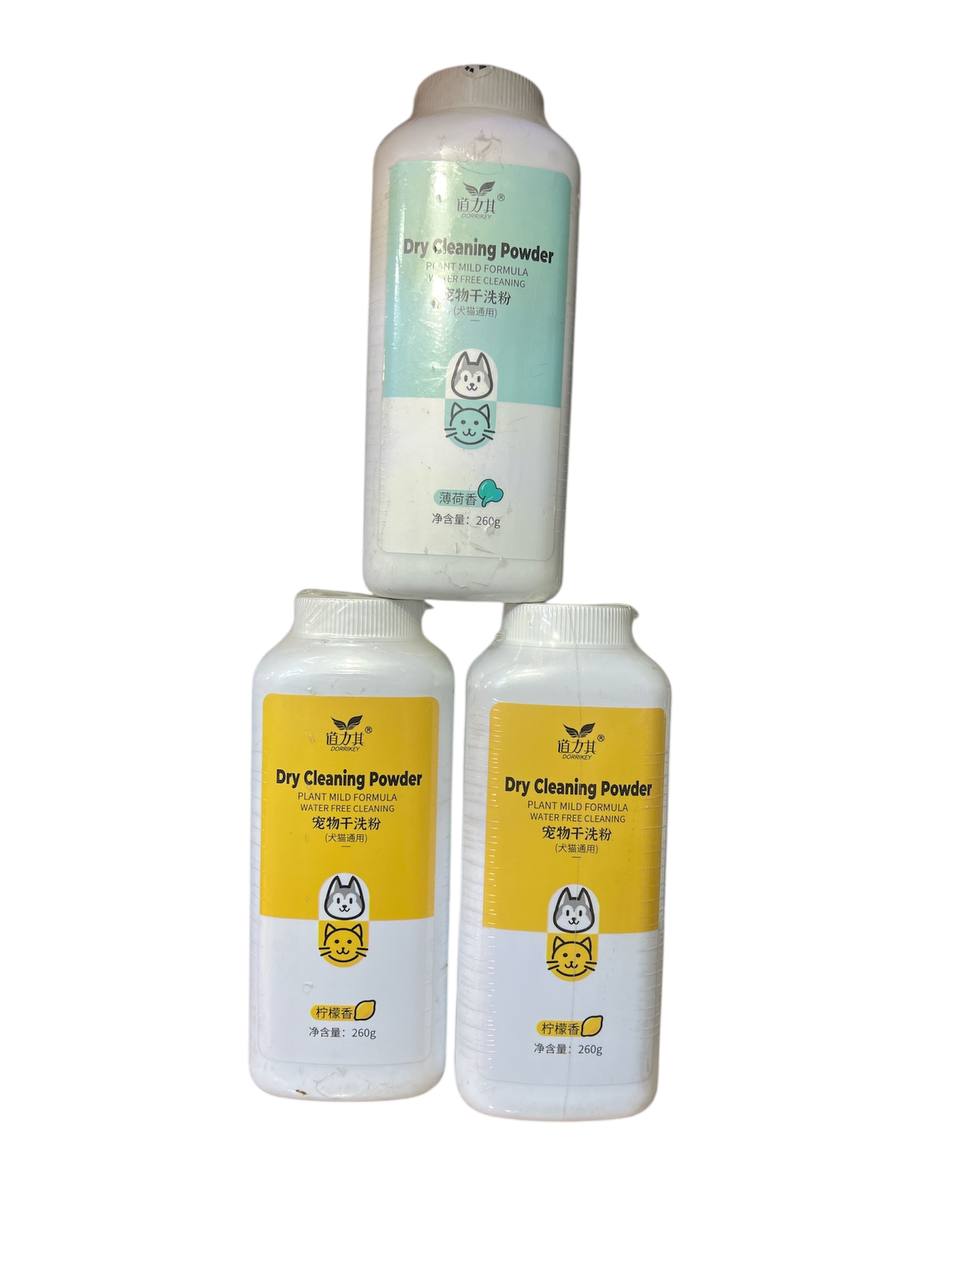 道力其®
DORRIKEY
Dry Cleaning Powder
PLANT MILD FORMULA
WATER FREE CLEANING
宠物干洗粉
(犬猫通用)
薄荷香
净含量：260g
道力其®
DORRIKEY
Dry Cleaning Powder
PLANT MILD FORMULA
WATER FREE CLEANING
宠物干洗粉
(犬猫通用)
柠檬香
净含量：260g
道力其®
DORRIKEY
Dry Cleaning Powder
PLANT MILD FORMULA
WATER FREE CLEANING
宠物干洗粉
(犬猫通用)
柠檬香
净含量：260g